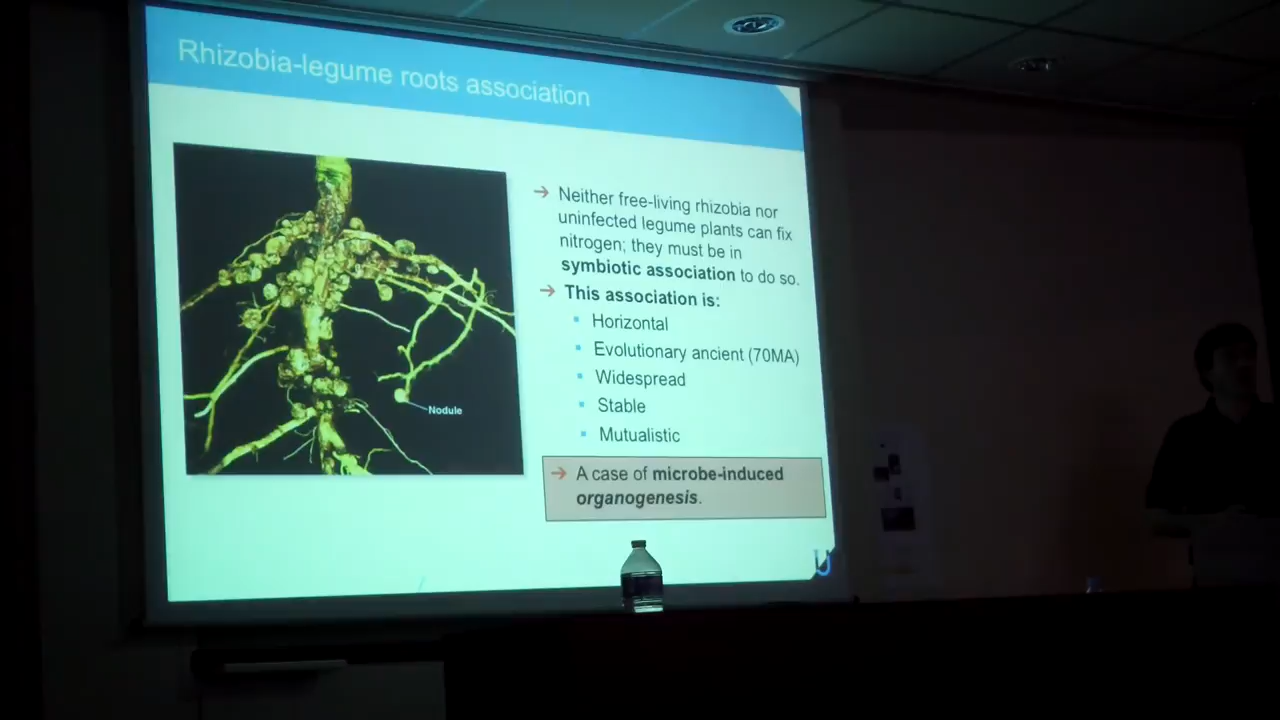 Rhizobia-legume roots association
Neither free-living rhizobia nor
uninfected legume plants can fix
nitrogen; they must be in
symbiotic association to do so.
This association is:
Horizontal
Evolutionary ancient (70MA)
Widespread
Stable
Mutualistic
Nodule
A case of microbe-induced
organogenesis.